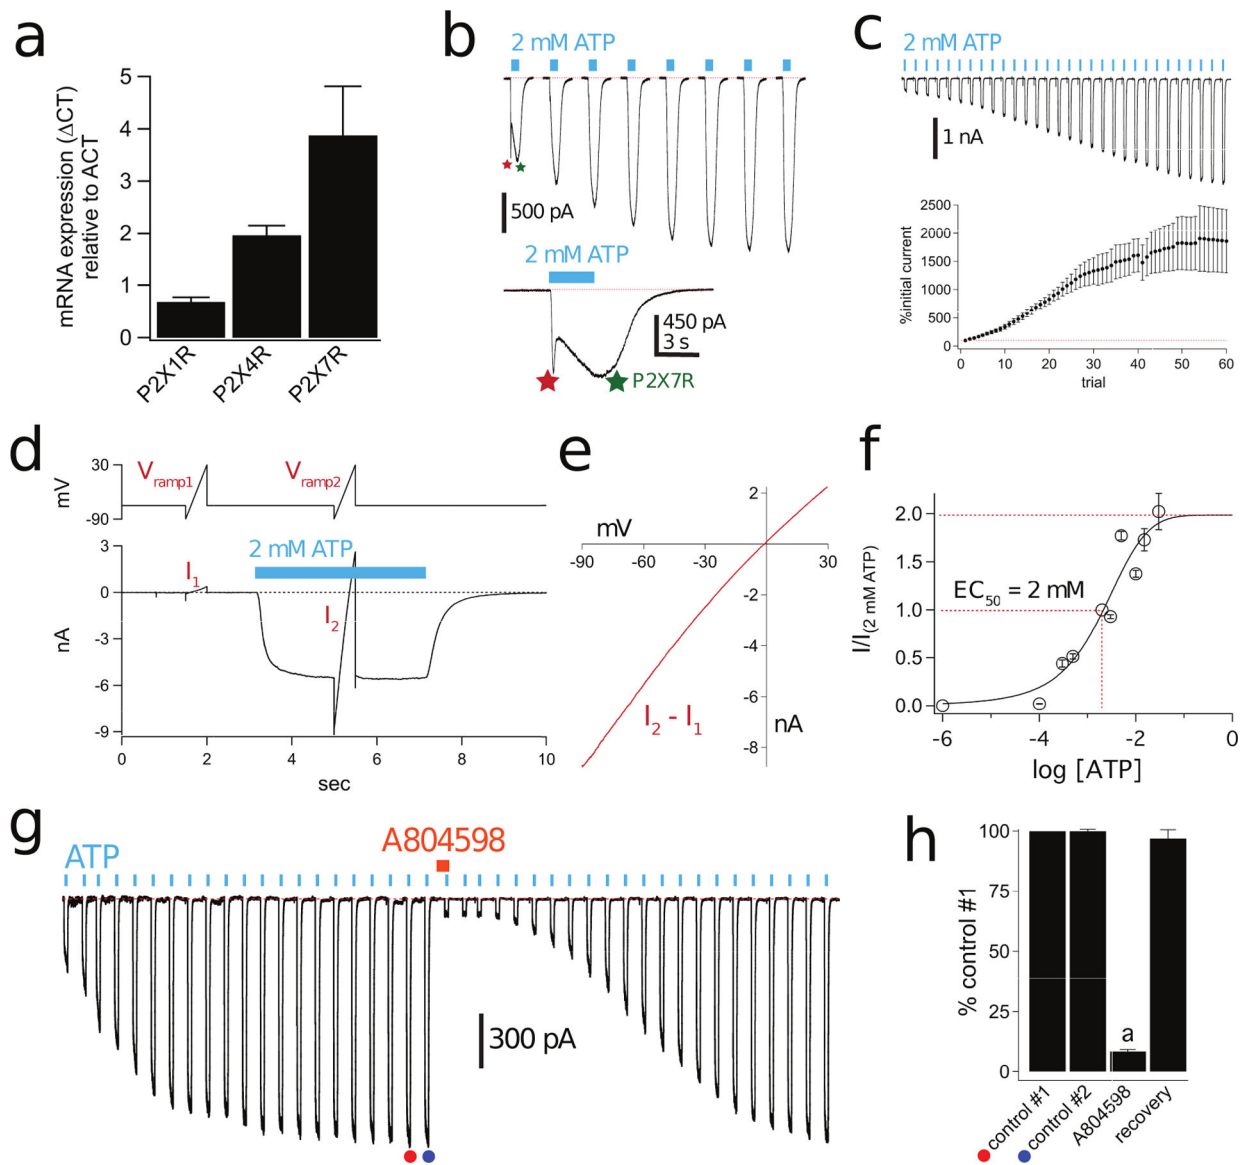 a
mRNA expression (ΔCT)
relative to ACT
5
4
3
2
1
0
P2X1R
P2X4R
P2X7R
b
2 mM ATP
500 pA
2 mM ATP
450 pA
3 s
P2X7R
c
2 mM ATP
1 nA
%initial current
2500
2000
1500
1000
500
0
0 10 20 30 40 50 60
trial
d
mV
30
-90
Vramp1
Vramp2
nA
3
0
-3
-6
-9
2 mM ATP
I1
I2
0 2 4 6 8 10
sec
e
mV
-90 -60 -30 30
2
-2
-4
-6
-8
nA
I2 - I1
f
I/I(2 mM ATP)
2.0
1.5
1.0
0.5
0.0
EC50 = 2 mM
-6 -4 -2 0
log [ATP]
g
ATP
A804598
300 pA
h
% control #1
100
75
50
25
0
a
control #1
control #2
A804598
recovery